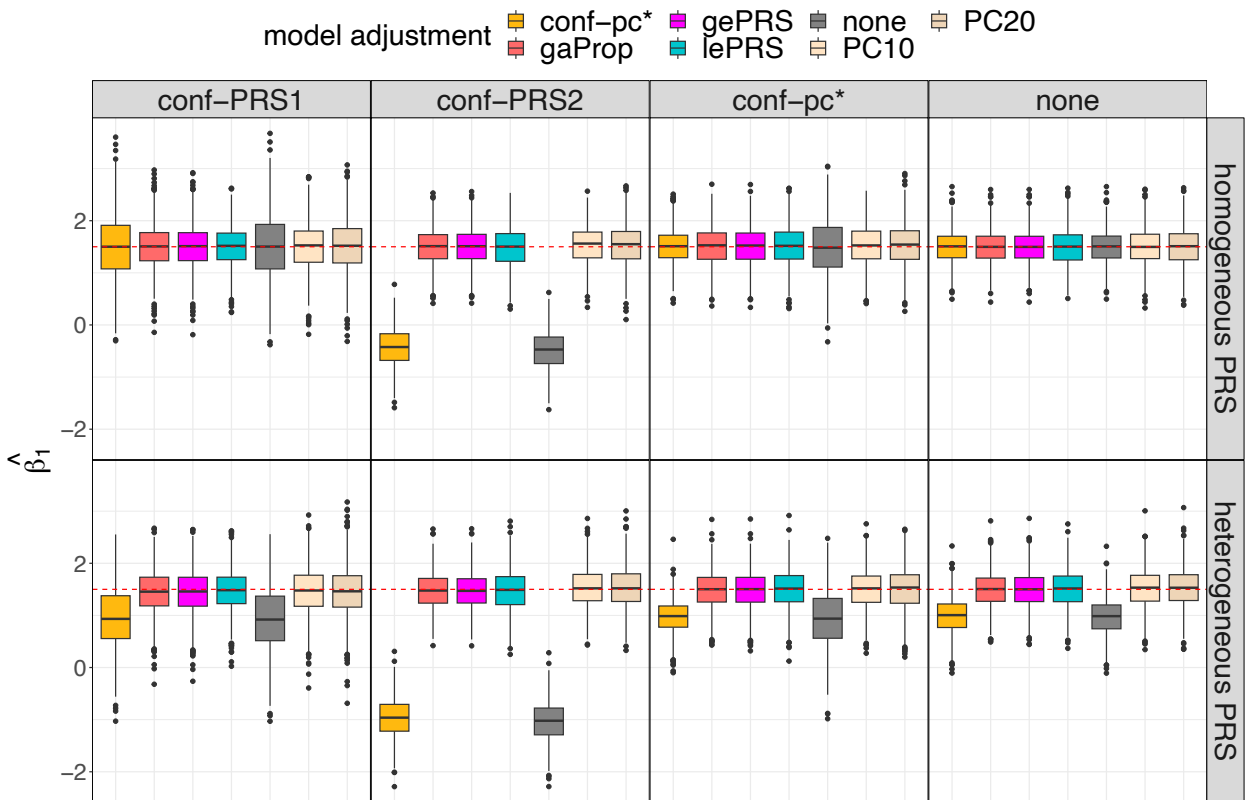 model adjustment
conf-pc* gePRS none PC20
gaProp lePRS PC10
conf-PRS1 conf-PRS2 conf-pc* none
homogeneous PRS
2
0
-2
β̂₁
heterogeneous PRS
2
0
-2